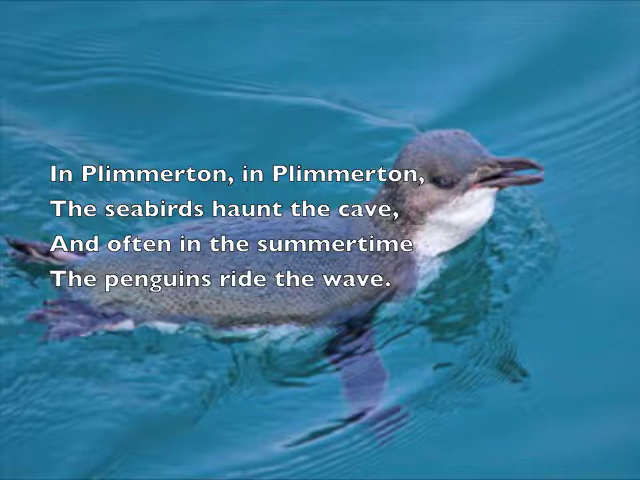 In Plimmerton, in Plimmerton,
The seabirds haunt the cave,
And often in the summertime
The penguins ride the wave.